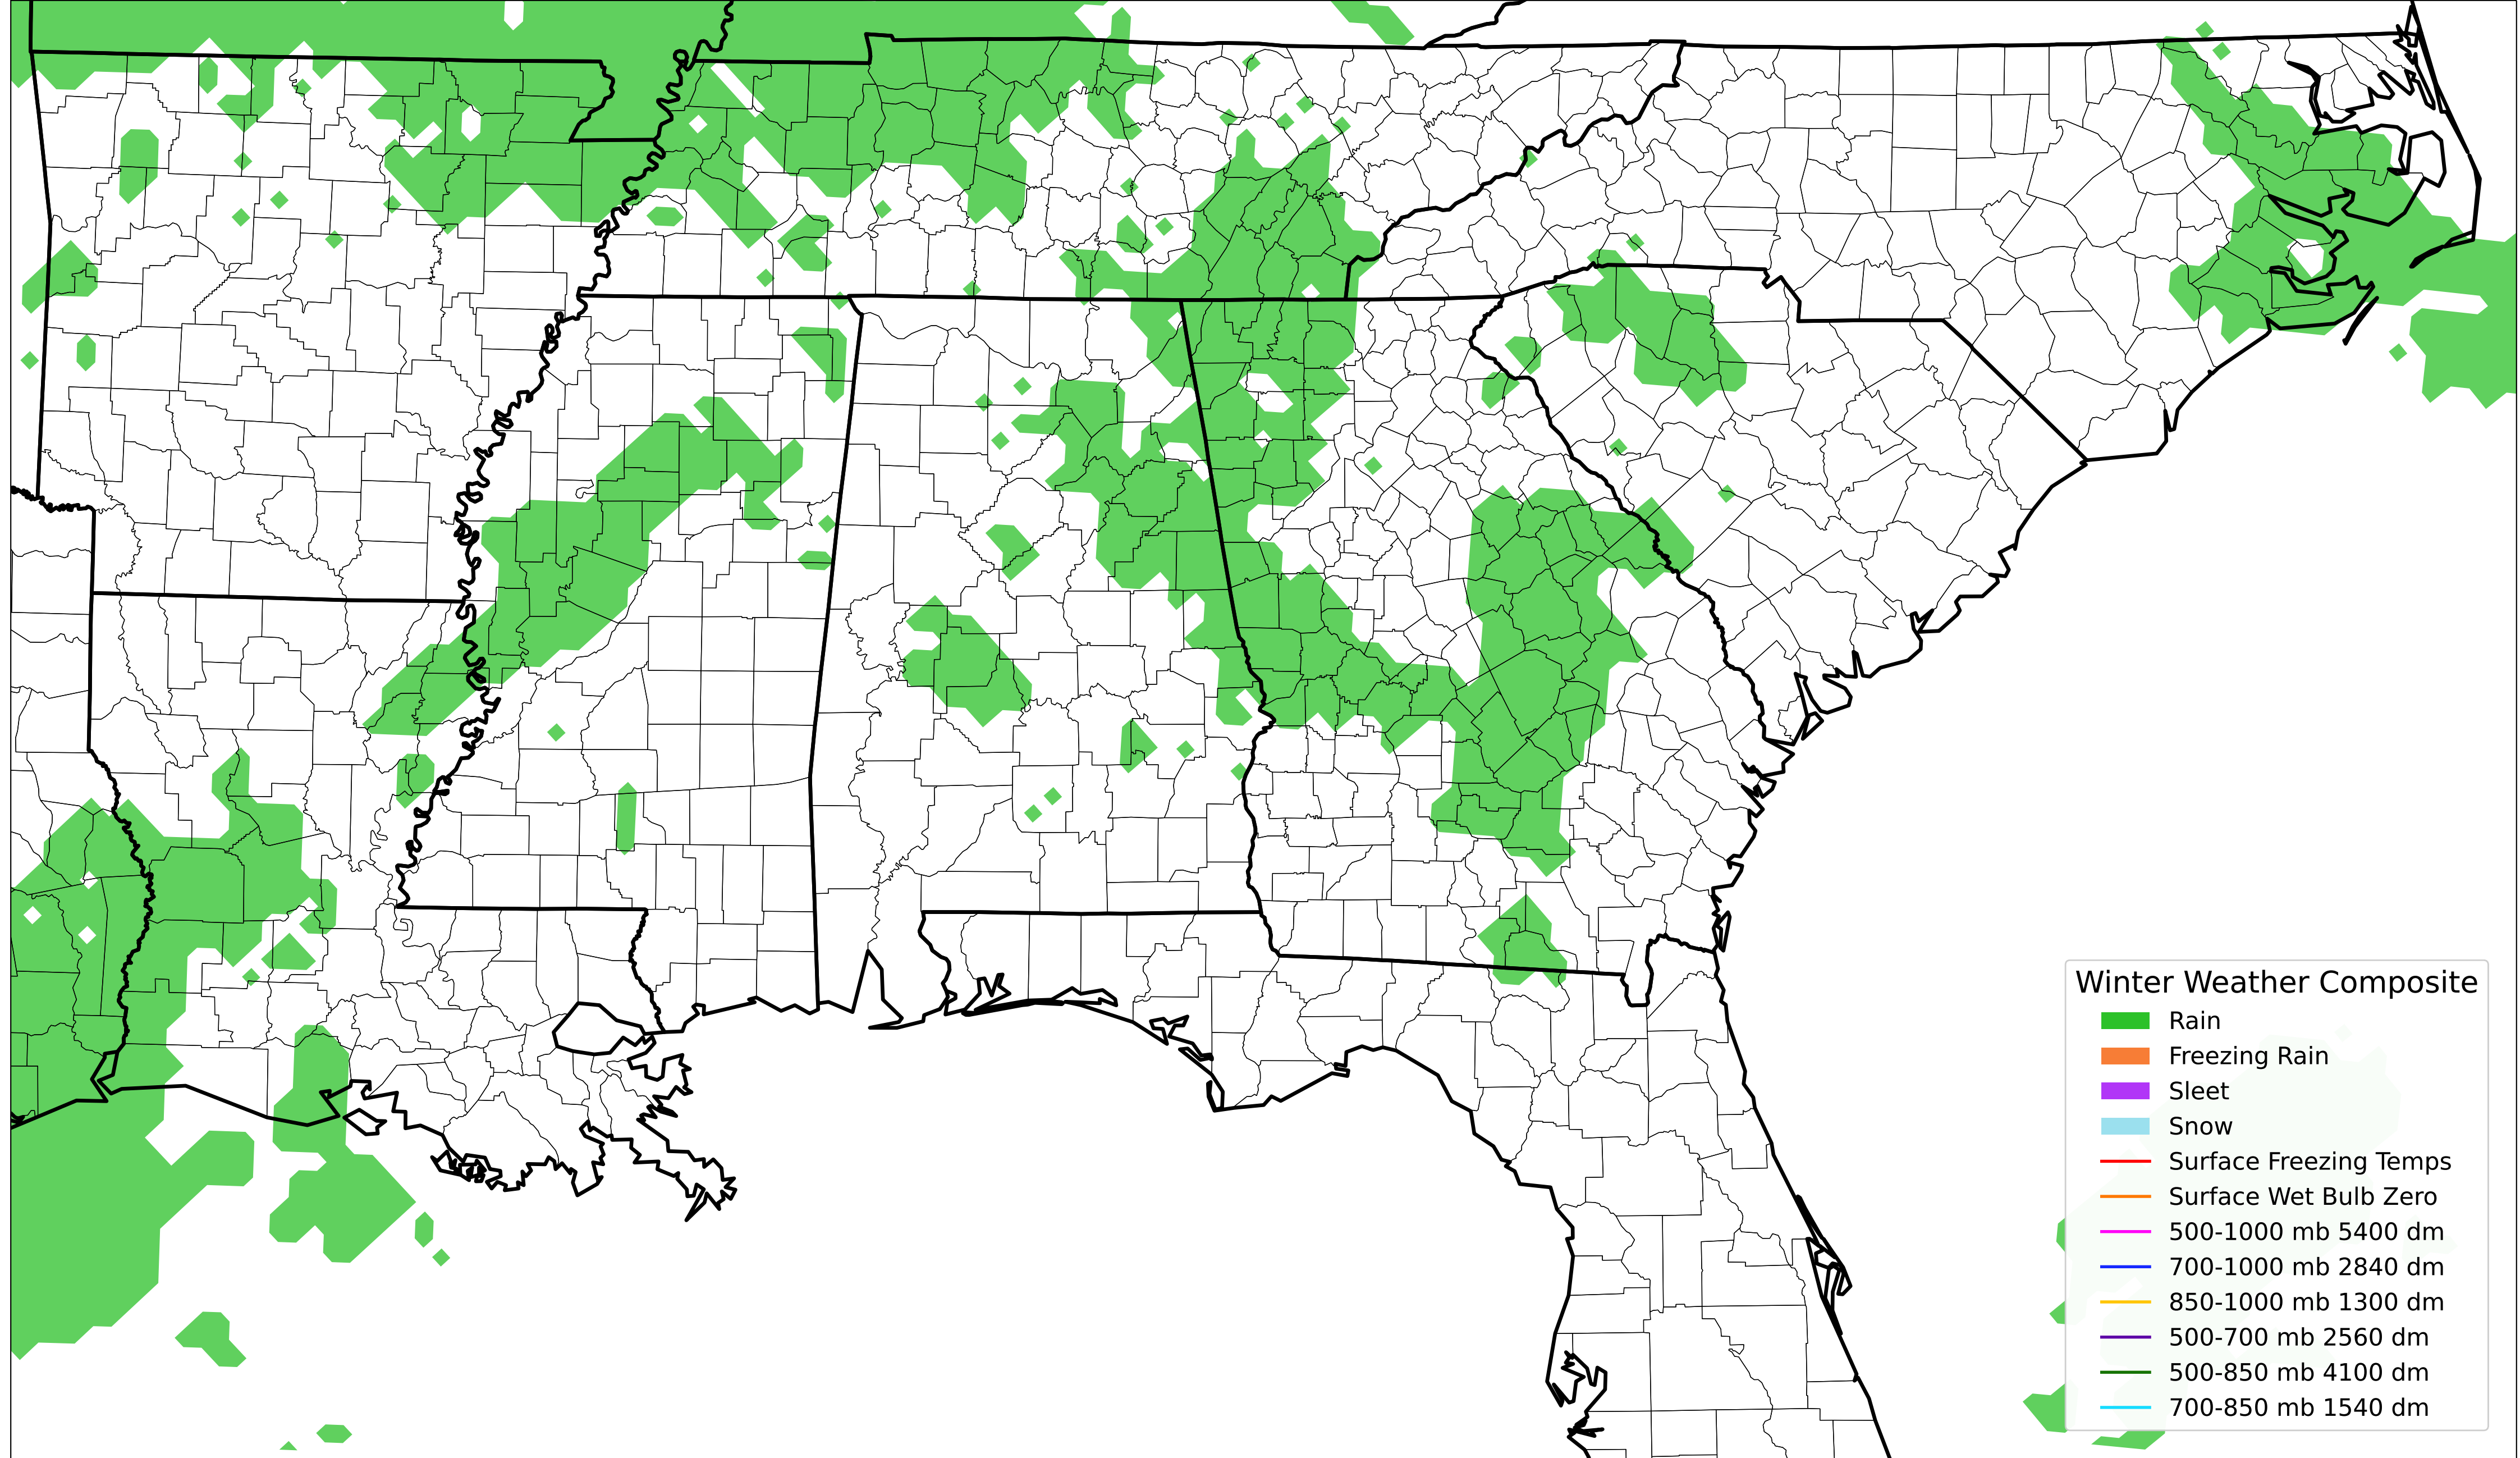 Winter Weather Composite
Rain
Freezing Rain
Sleet
Snow
Surface Freezing Temps
Surface Wet Bulb Zero
500-1000 mb 5400 dm
700-1000 mb 2840 dm
850-1000 mb 1300 dm
500-700 mb 2560 dm
500-850 mb 4100 dm
700-850 mb 1540 dm